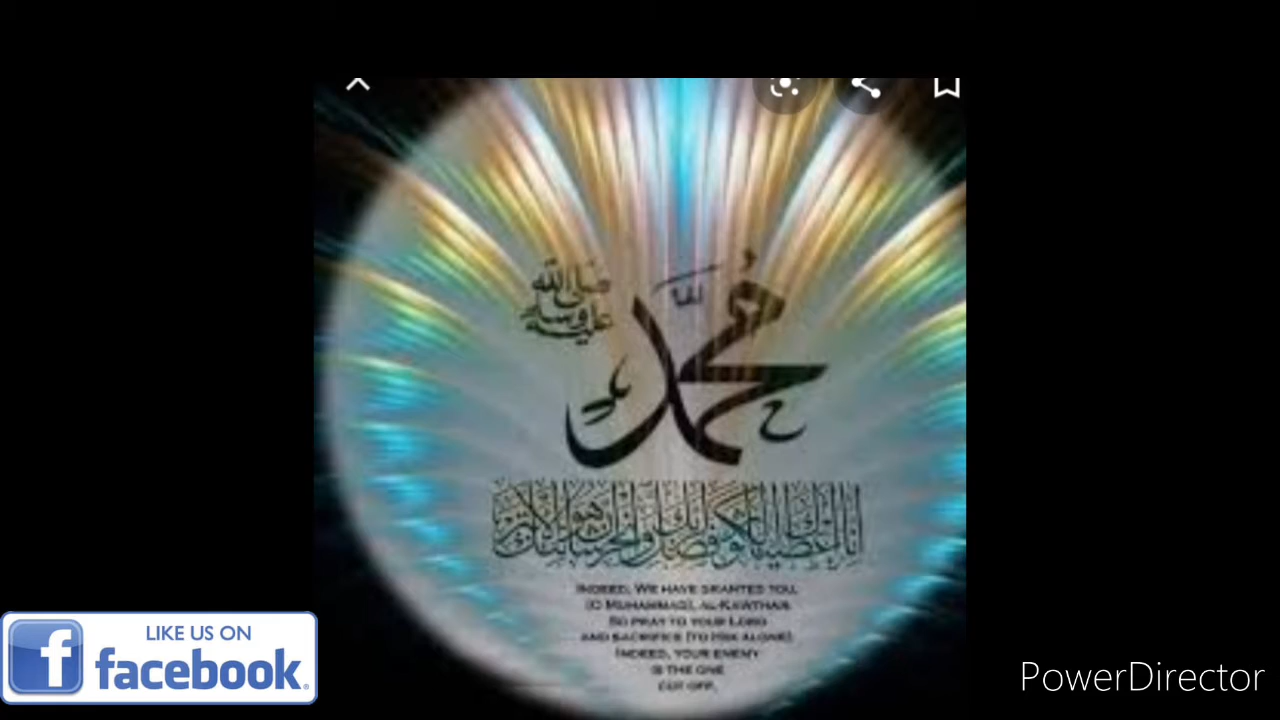 صلى الله
عليه وسلم
مُحَمَّد
إنا أعطيناك الكوثر فصل لربك وانحر إن شانئك هو الأبتر
INDEED, WE HAVE GRANTED YOU,
[O MUHAMMAD], AL-KAWTHAR.
SO PRAY TO YOUR LORD
AND SACRIFICE [TO HIM ALONE].
INDEED, YOUR ENEMY
IS THE ONE
CUT OFF.
LIKE US ON
facebook®
PowerDirector